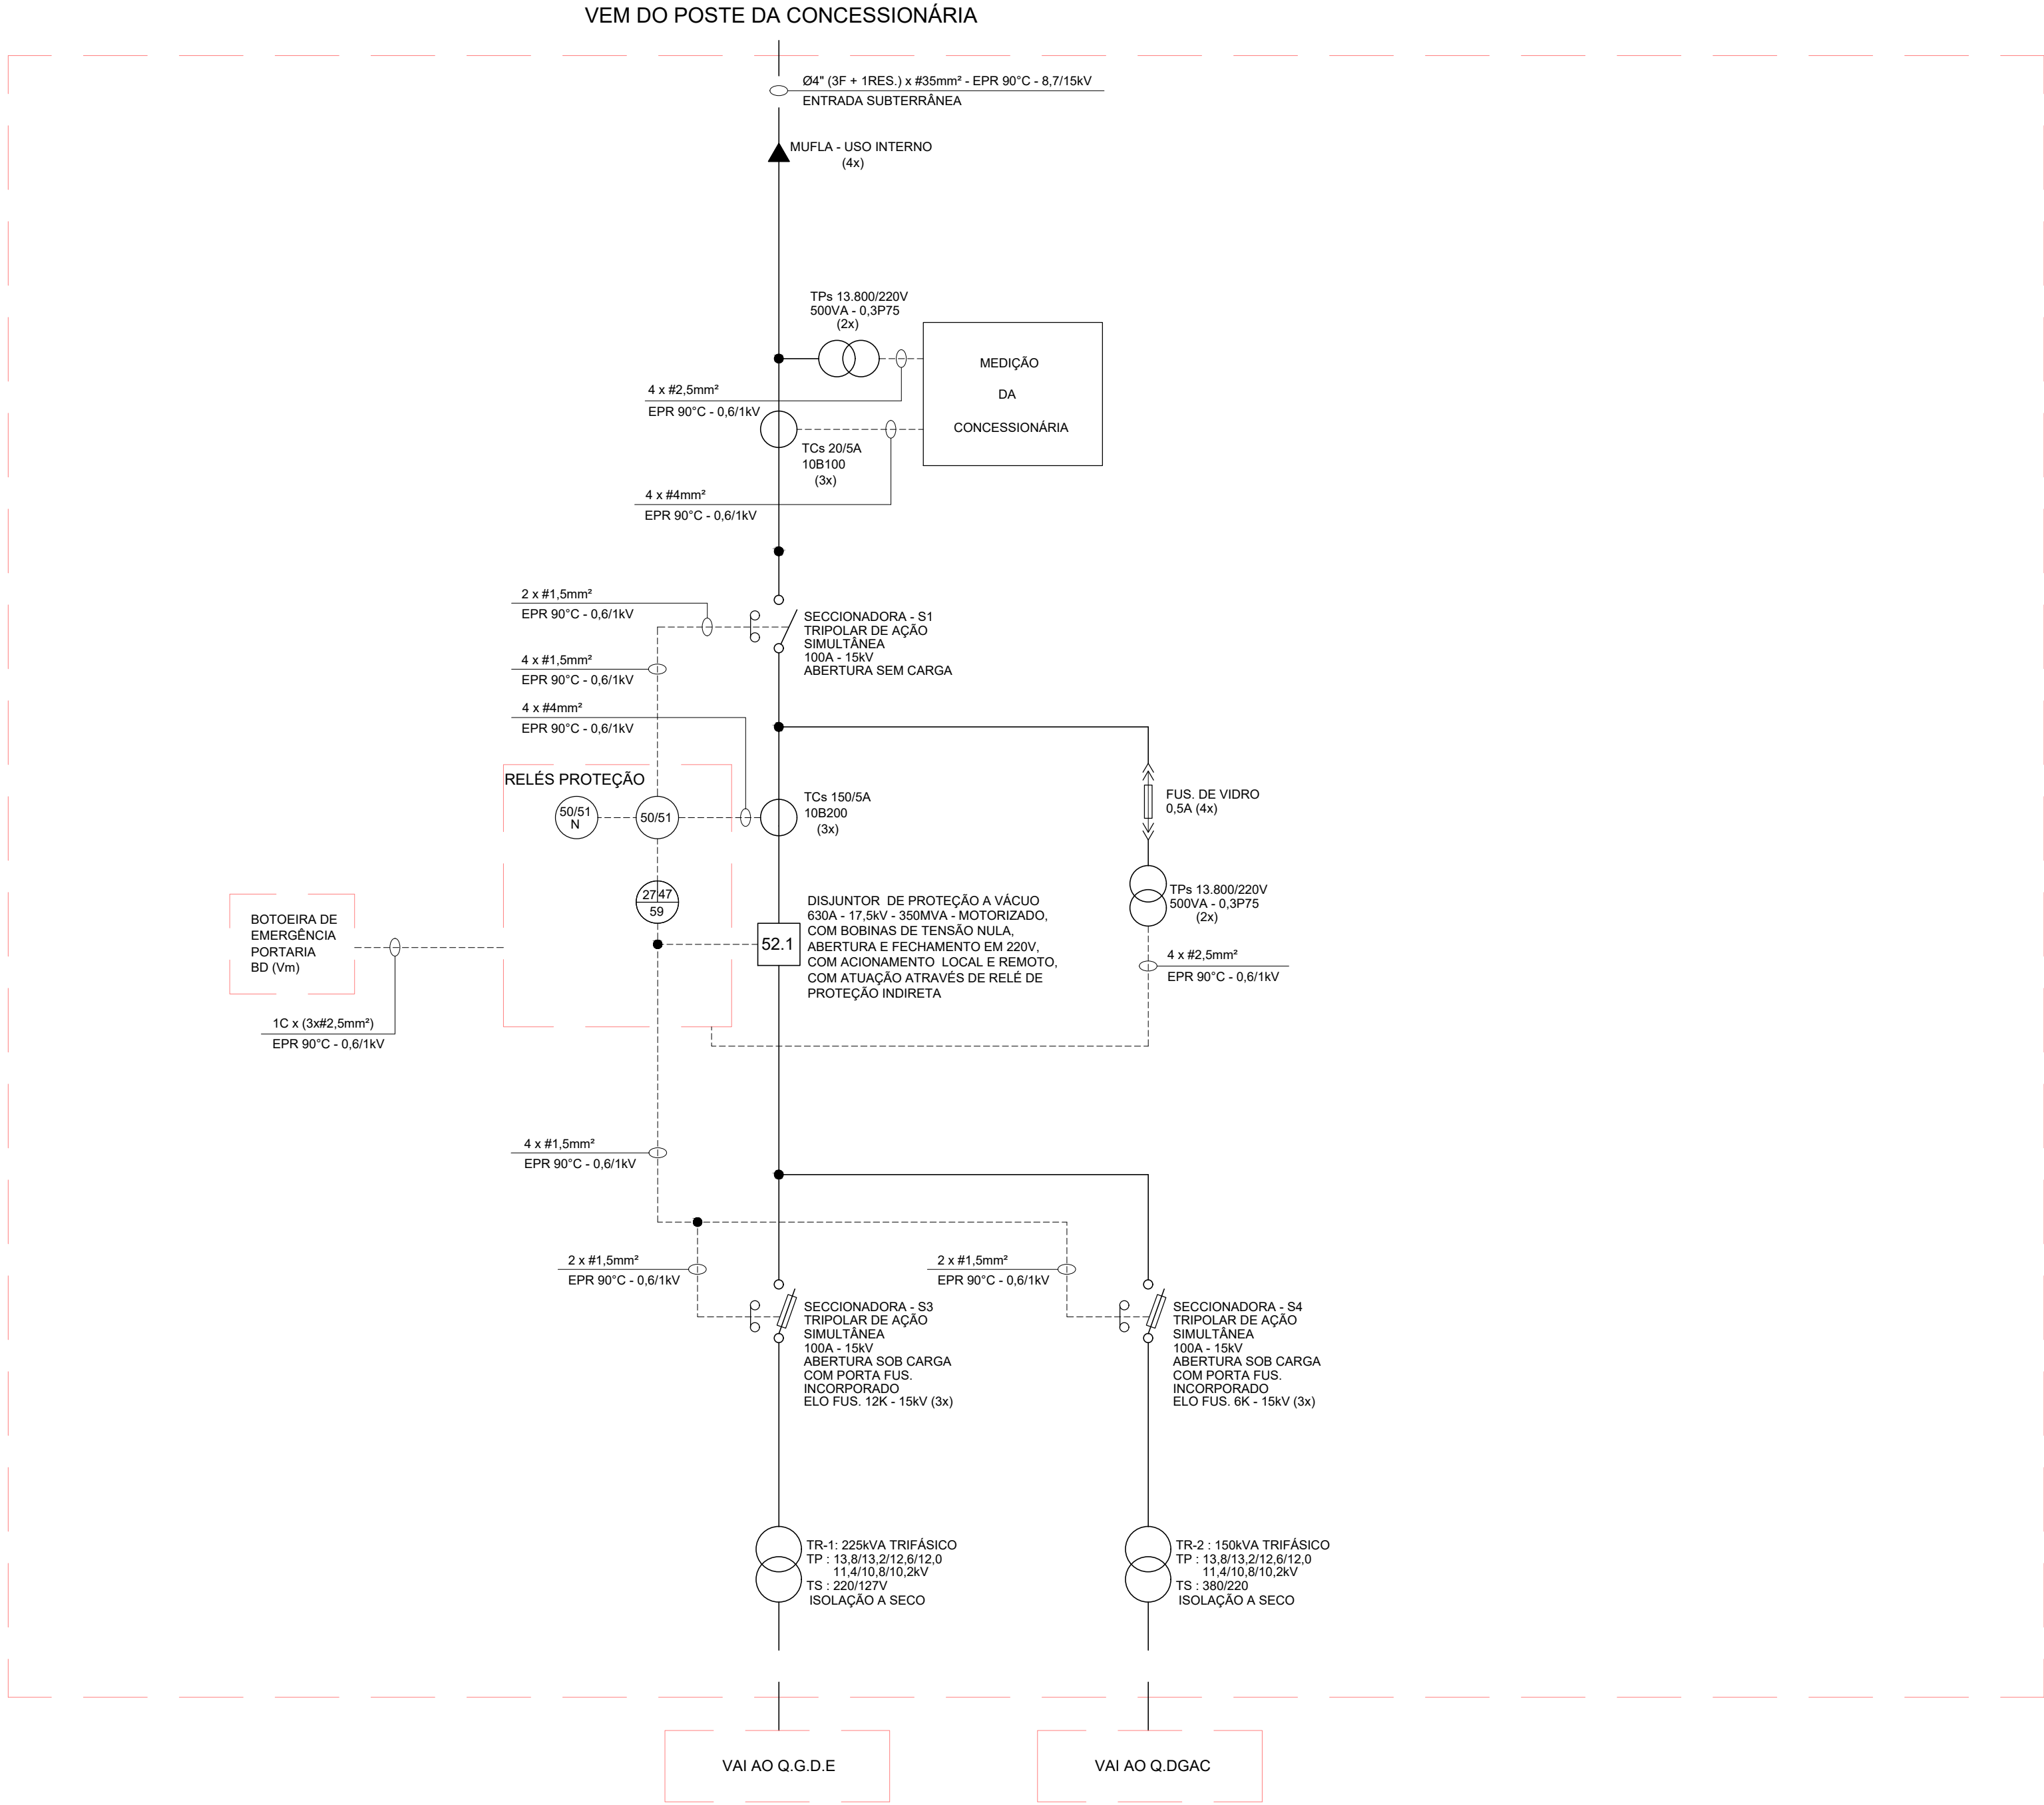 VEM DO POSTE DA CONCESSIONÁRIA
Ø4" (3F + 1RES.) x #35mm² - EPR 90°C - 8,7/15kV
ENTRADA SUBTERRÂNEA
MUFLA - USO INTERNO
(4x)
TPs 13.800/220V
500VA - 0,3P75
(2x)
MEDIÇÃO
DA
CONCESSIONÁRIA
4 x #2,5mm²
EPR 90°C - 0,6/1kV
TCs 20/5A
10B100
(3x)
4 x #4mm²
EPR 90°C - 0,6/1kV
2 x #1,5mm²
EPR 90°C - 0,6/1kV
SECCIONADORA - S1
TRIPOLAR DE AÇÃO
SIMULTÂNEA
100A - 15kV
ABERTURA SEM CARGA
4 x #1,5mm²
EPR 90°C - 0,6/1kV
4 x #4mm²
EPR 90°C - 0,6/1kV
RELÉS PROTEÇÃO
50/51
N
50/51
27 47
59
TCs 150/5A
10B200
(3x)
FUS. DE VIDRO
0,5A (4x)
TPs 13.800/220V
500VA - 0,3P75
(2x)
4 x #2,5mm²
EPR 90°C - 0,6/1kV
BOTOEIRA DE
EMERGÊNCIA
PORTARIA
BD (Vm)
1C x (3x#2,5mm²)
EPR 90°C - 0,6/1kV
52.1
DISJUNTOR DE PROTEÇÃO A VÁCUO
630A - 17,5kV - 350MVA - MOTORIZADO,
COM BOBINAS DE TENSÃO NULA,
ABERTURA E FECHAMENTO EM 220V,
COM ACIONAMENTO LOCAL E REMOTO,
COM ATUAÇÃO ATRAVÉS DE RELÉ DE
PROTEÇÃO INDIRETA
4 x #1,5mm²
EPR 90°C - 0,6/1kV
2 x #1,5mm²
EPR 90°C - 0,6/1kV
SECCIONADORA - S3
TRIPOLAR DE AÇÃO
SIMULTÂNEA
100A - 15kV
ABERTURA SOB CARGA
COM PORTA FUS.
INCORPORADO
ELO FUS. 12K - 15kV (3x)
2 x #1,5mm²
EPR 90°C - 0,6/1kV
SECCIONADORA - S4
TRIPOLAR DE AÇÃO
SIMULTÂNEA
100A - 15kV
ABERTURA SOB CARGA
COM PORTA FUS.
INCORPORADO
ELO FUS. 6K - 15kV (3x)
TR-1: 225kVA TRIFÁSICO
TP : 13,8/13,2/12,6/12,0
11,4/10,8/10,2kV
TS : 220/127V
ISOLAÇÃO A SECO
TR-2 : 150kVA TRIFÁSICO
TP : 13,8/13,2/12,6/12,0
11,4/10,8/10,2kV
TS : 380/220
ISOLAÇÃO A SECO
VAI AO Q.G.D.E
VAI AO Q.DGAC